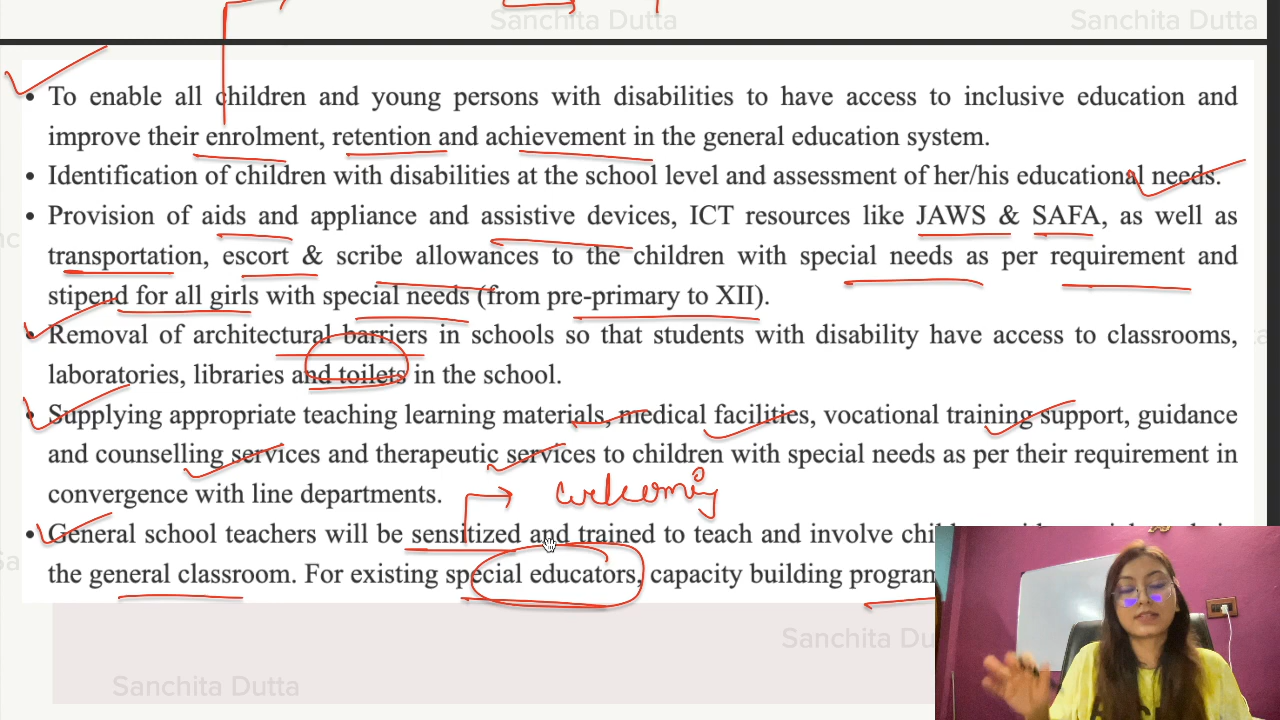 Sanchita Dutta Sanchita Dutta
• To enable all children and young persons with disabilities to have access to inclusive education and
improve their enrolment, retention and achievement in the general education system.
• Identification of children with disabilities at the school level and assessment of her/his educational needs.
• Provision of aids and appliance and assistive devices, ICT resources like JAWS & SAFA, as well as
transportation, escort & scribe allowances to the children with special needs as per requirement and
stipend for all girls with special needs (from pre-primary to XII).
• Removal of architectural barriers in schools so that students with disability have access to classrooms,
laboratories, libraries and toilets in the school.
• Supplying appropriate teaching learning materials, medical facilities, vocational training support, guidance
and counselling services and therapeutic services to children with special needs as per their requirement in
convergence with line departments.
welcoming
• General school teachers will be sensitized and trained to teach and involve
the general classroom. For existing special educators, capacity building
Sanchita
Sanchita Dutta